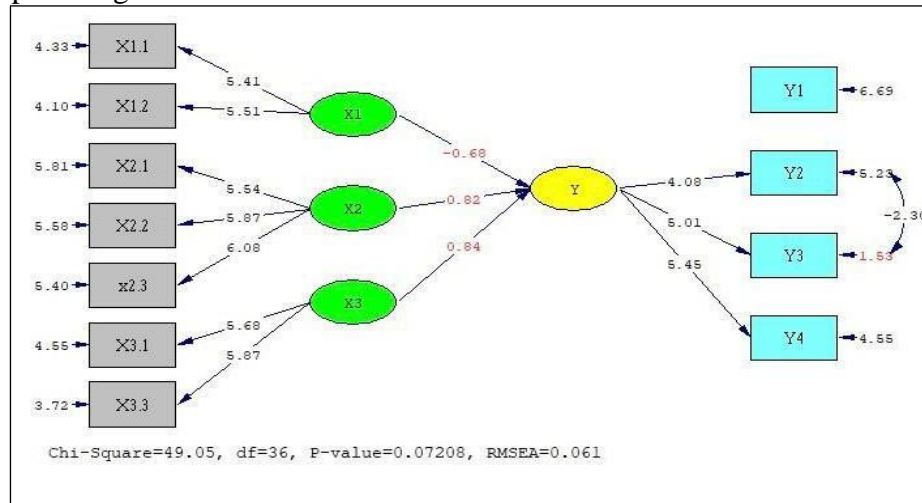 4.33
X1.1
4.10
X1.2
5.81
X2.1
5.58
X2.2
5.40
x2.3
4.55
X3.1
3.72
X3.3
5.41
5.51
5.54
5.87
6.08
5.68
5.87
X1
X2
X3
-0.68
0.82
0.84
Y
4.08
5.01
5.45
Y1
6.69
Y2
5.23
Y3
1.53
Y4
4.55
Chi-Square=49.05, df=36, P-value=0.07208, RMSEA=0.061